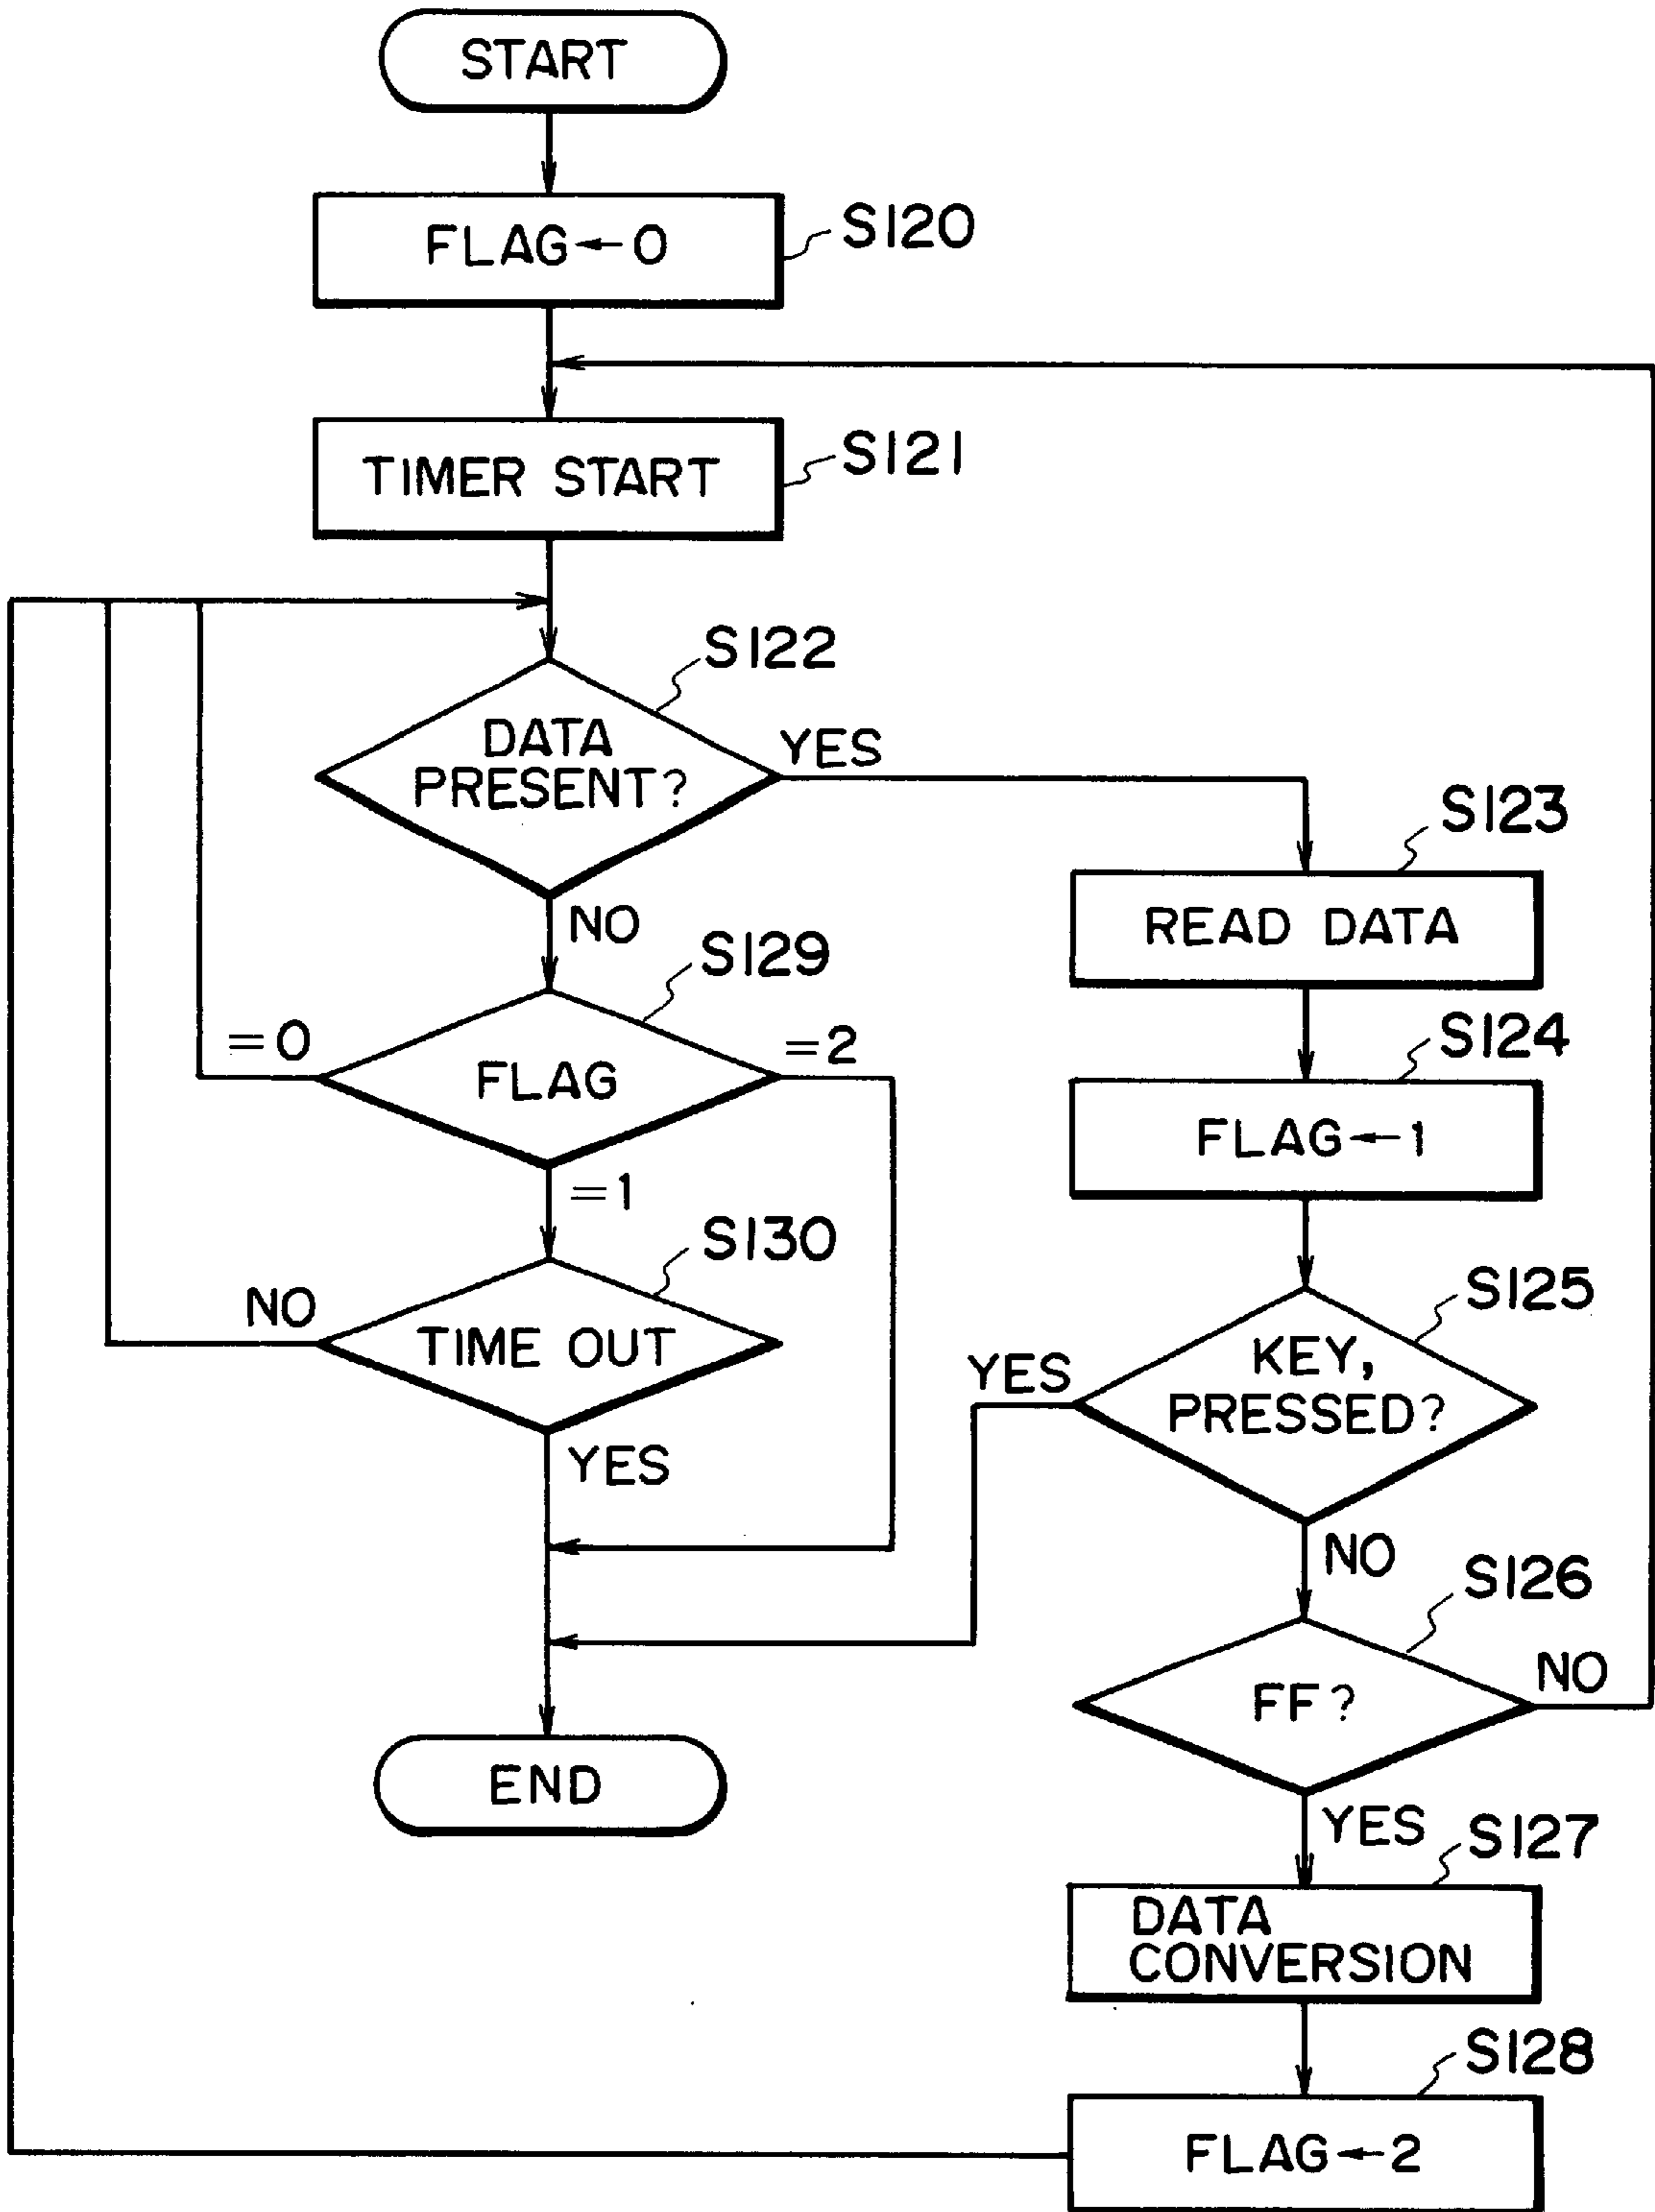 START
FLAG←0
S120
TIMER START
S121
S122
DATA
PRESENT?
YES
NO
S123
READ DATA
S129
=0
FLAG
=2
=1
S124
FLAG←1
S130
NO
TIME OUT
YES
S125
KEY,
PRESSED?
YES
NO
S126
FF?
NO
YES
END
S127
DATA
CONVERSION
S128
FLAG←2